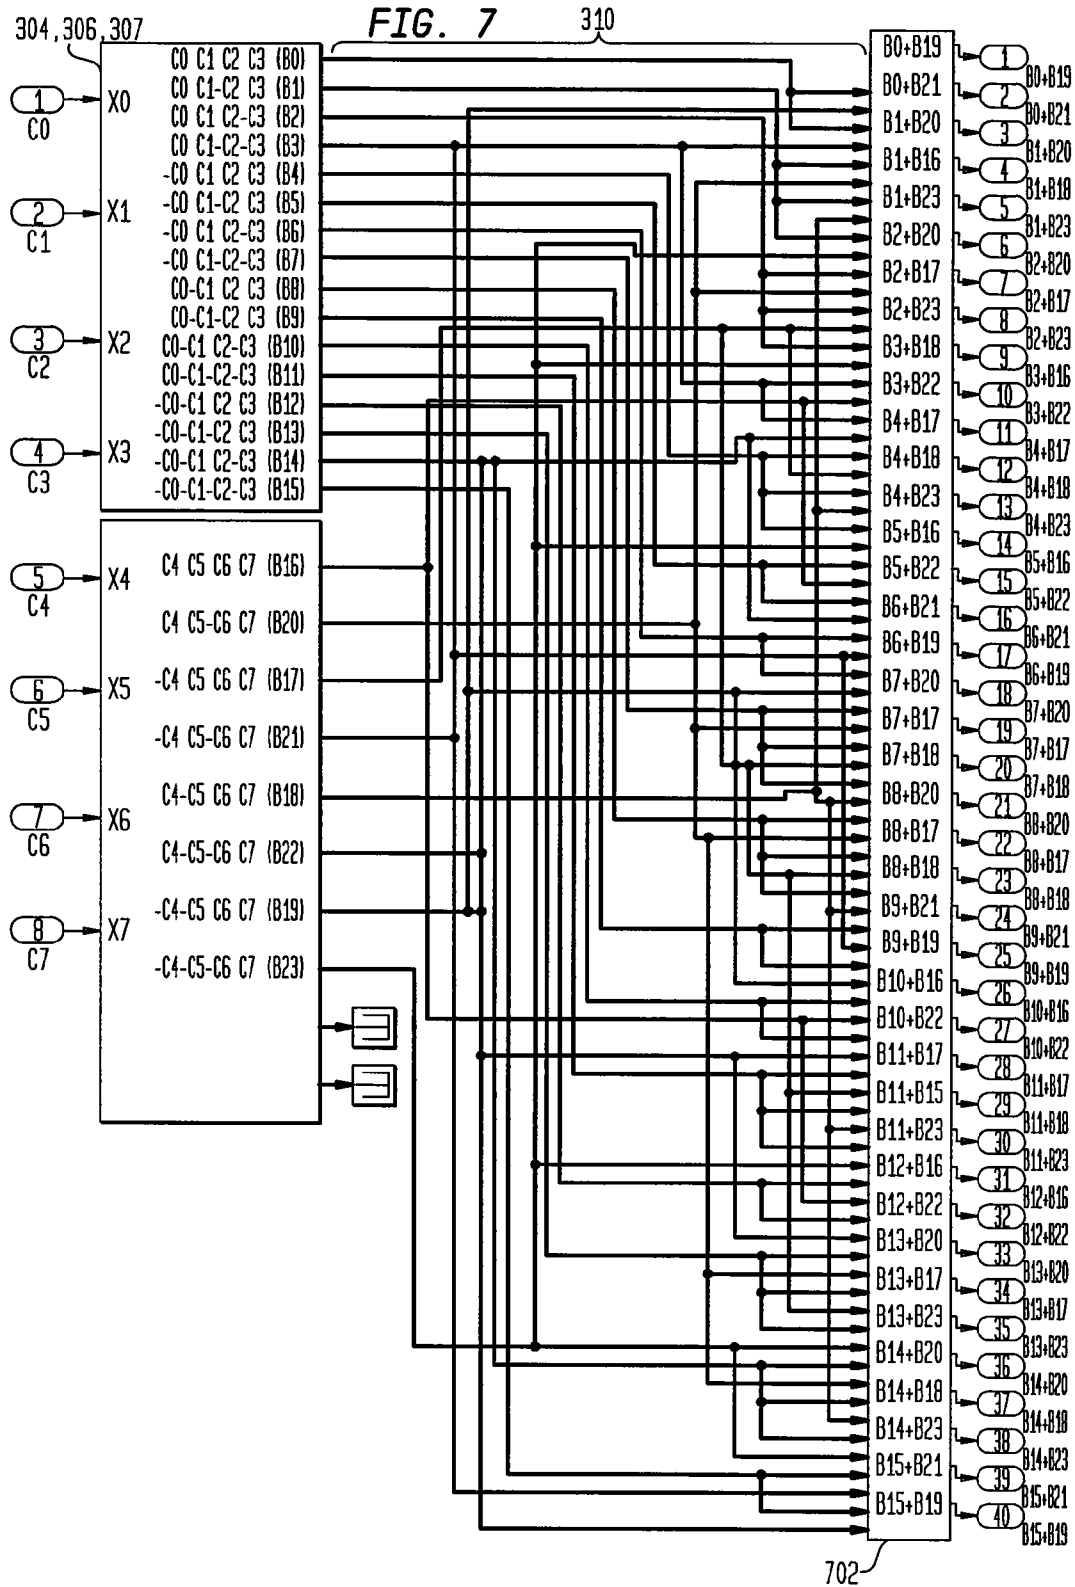 FIG. 7
304,306,307
310
C0 C1 C2 C3 (B0)
C0 C1-C2 C3 (B1)
C0 C1 C2-C3 (B2)
C0 C1-C2-C3 (B3)
-C0 C1 C2 C3 (B4)
-C0 C1-C2 C3 (B5)
-C0 C1 C2-C3 (B6)
-C0 C1-C2-C3 (B7)
C0-C1 C2 C3 (B8)
C0-C1-C2 C3 (B9)
C0-C1 C2-C3 (B10)
C0-C1-C2-C3 (B11)
-C0-C1 C2 C3 (B12)
-C0-C1-C2 C3 (B13)
-C0-C1 C2-C3 (B14)
-C0-C1-C2-C3 (B15)
1
C0
X0
2
C1
X1
3
C2
X2
4
C3
X3
C4 C5 C6 C7 (B16)
C4 C5-C6 C7 (B20)
-C4 C5 C6 C7 (B17)
-C4 C5-C6 C7 (B21)
C4-C5 C6 C7 (B18)
C4-C5-C6 C7 (B22)
-C4-C5 C6 C7 (B19)
-C4-C5-C6 C7 (B23)
5
C4
X4
6
C5
X5
7
C6
X6
8
C7
X7
B0+B19
B0+B21
B1+B20
B1+B16
B1+B23
B2+B20
B2+B17
B2+B23
B3+B18
B3+B22
B4+B17
B4+B18
B4+B23
B5+B16
B5+B22
B6+B21
B6+B19
B7+B20
B7+B17
B7+B18
B8+B20
B8+B17
B8+B18
B9+B21
B9+B19
B10+B16
B10+B22
B11+B17
B11+B15
B11+B23
B12+B16
B12+B22
B13+B20
B13+B17
B13+B23
B14+B20
B14+B18
B14+B23
B15+B21
B15+B19
1
B0+B19
2
B0+B21
3
B1+B20
4
B1+B18
5
B1+B23
6
B2+B20
7
B2+B17
8
B2+B23
9
B3+B16
10
B3+B22
11
B4+B17
12
B4+B18
13
B4+B23
14
B5+B16
15
B5+B22
16
B6+B21
17
B6+B19
18
B7+B20
19
B7+B17
20
B7+B18
21
B8+B20
22
B8+B17
23
B8+B18
24
B9+B21
25
B9+B19
26
B10+B16
27
B10+B22
28
B11+B17
29
B11+B18
30
B11+B23
31
B12+B16
32
B12+B22
33
B13+B20
34
B13+B17
35
B13+B23
36
B14+B20
37
B14+B18
38
B14+B23
39
B15+B21
40
B15+B19
702